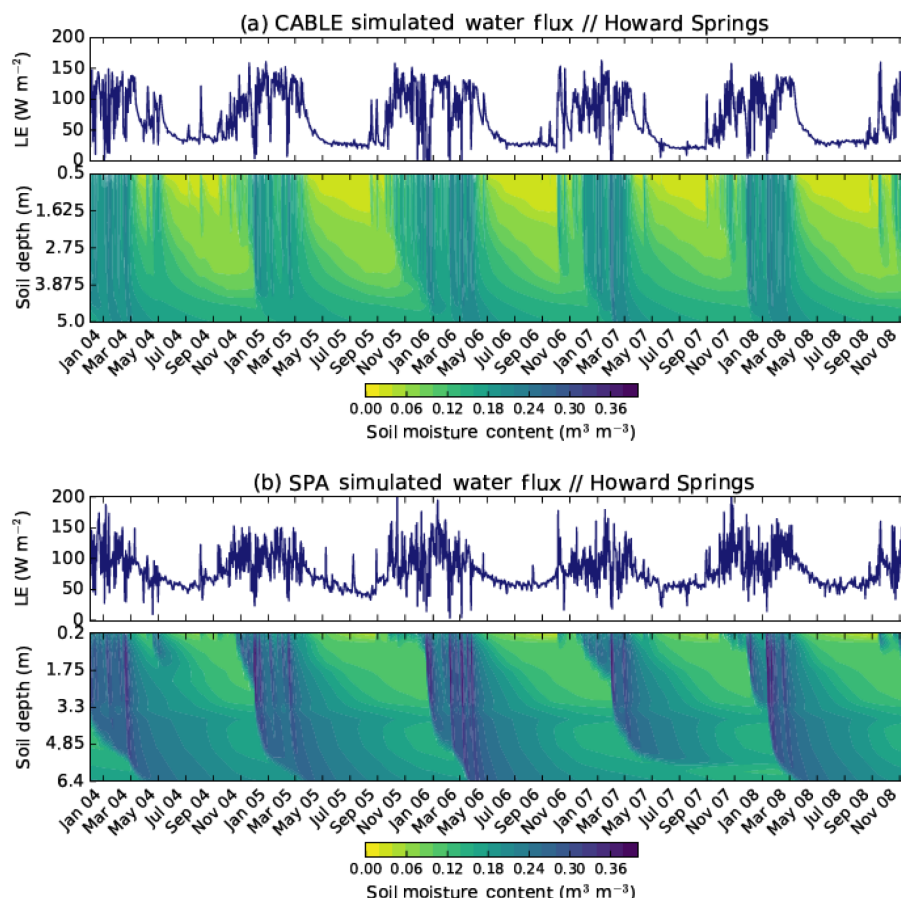 (a) CABLE simulated water flux // Howard Springs
LE (W m⁻²)
200
150
100
50
0
Soil depth (m)
0.5
1.625
2.75
3.875
5.0
Jan 04 Mar 04 May 04 Jul 04 Sep 04 Nov 04 Jan 05 Mar 05 May 05 Jul 05 Sep 05 Nov 05 Jan 06 Mar 06 May 06 Jul 06 Sep 06 Nov 06 Jan 07 Mar 07 May 07 Jul 07 Sep 07 Nov 07 Jan 08 Mar 08 May 08 Jul 08 Sep 08 Nov 08
0.00 0.06 0.12 0.18 0.24 0.30 0.36
Soil moisture content (m³ m⁻³)
(b) SPA simulated water flux // Howard Springs
LE (W m⁻²)
200
150
100
50
0
Soil depth (m)
0.2
1.75
3.3
4.85
6.4
Jan 04 Mar 04 May 04 Jul 04 Sep 04 Nov 04 Jan 05 Mar 05 May 05 Jul 05 Sep 05 Nov 05 Jan 06 Mar 06 May 06 Jul 06 Sep 06 Nov 06 Jan 07 Mar 07 May 07 Jul 07 Sep 07 Nov 07 Jan 08 Mar 08 May 08 Jul 08 Sep 08 Nov 08
0.00 0.06 0.12 0.18 0.24 0.30 0.36
Soil moisture content (m³ m⁻³)